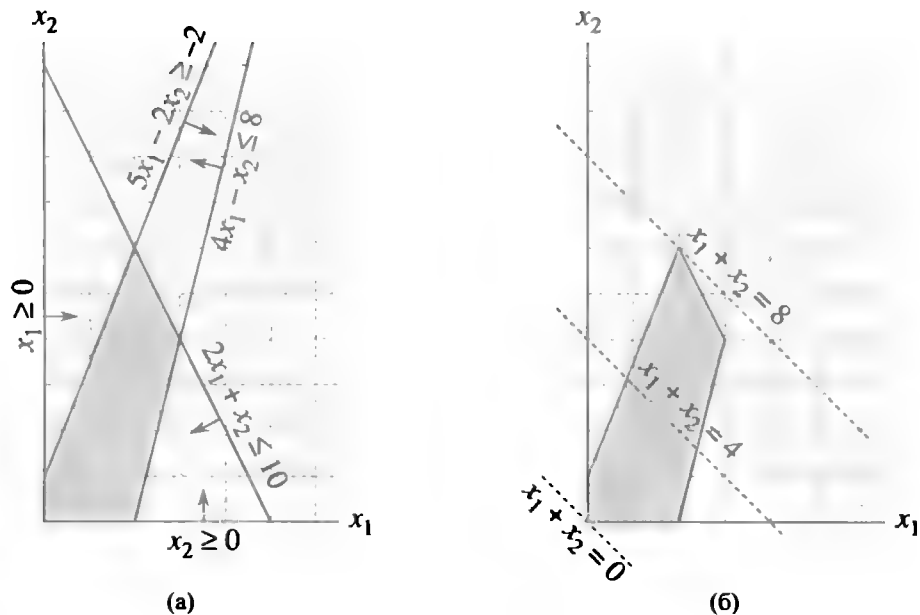 x₂
5x₁ − 2x₂ ≥ −2
4x₁ − x₂ ≤ 8
x₁ ≥ 0
2x₁ + x₂ ≤ 10
x₂ ≥ 0
x₁
(а)
x₂
x₁ + x₂ = 8
x₁ + x₂ = 4
x₁ + x₂ = 0
x₁
(б)